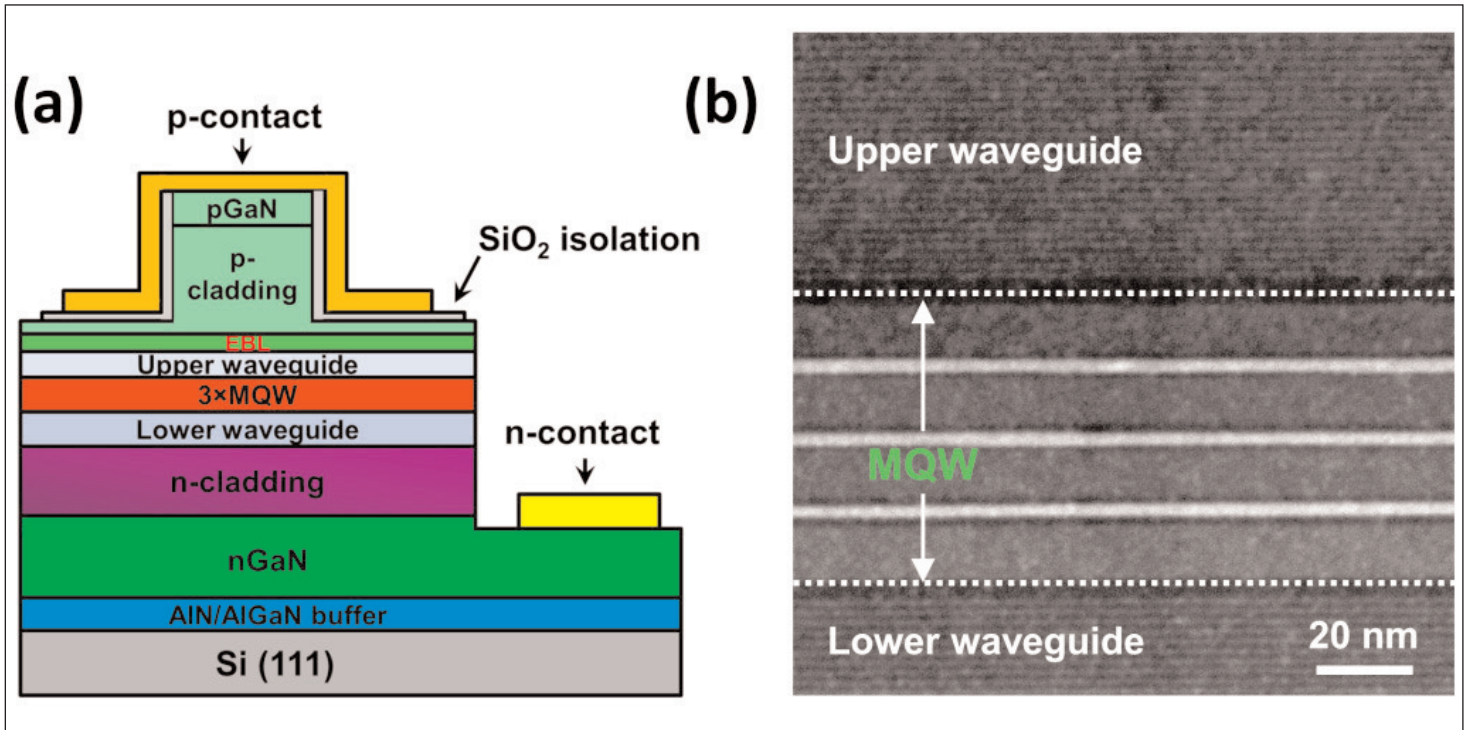 (a)
p-contact
pGaN
p-
cladding
SiO₂ isolation
EBL
Upper waveguide
3×MQW
Lower waveguide
n-cladding
n-contact
nGaN
AlN/AlGaN buffer
Si (111)
(b)
Upper waveguide
MQW
Lower waveguide
20 nm